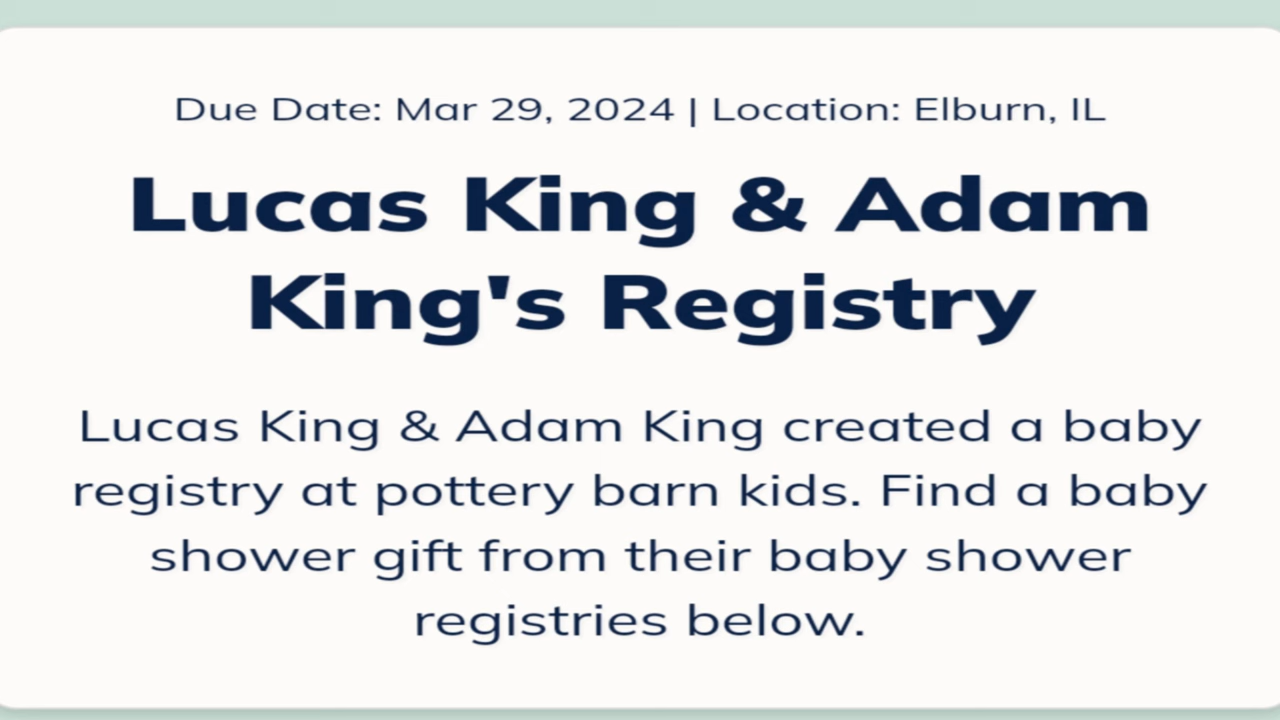 Due Date: Mar 29, 2024 | Location: Elburn, IL
Lucas King & Adam
King's Registry
Lucas King & Adam King created a baby
registry at pottery barn kids. Find a baby
shower gift from their baby shower
registries below.